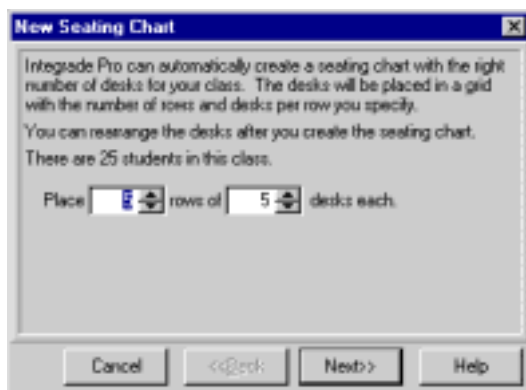 New Seating Chart
Integrade Pro can automatically create a seating chart with the right
number of desks for your class. The desks will be placed in a grid
with the number of rows and desks per row you specify.
You can rearrange the desks after you create the seating chart.
There are 25 students in this class.
Place 5 rows of 5 desks each.
Cancel <<Back Next>> Help